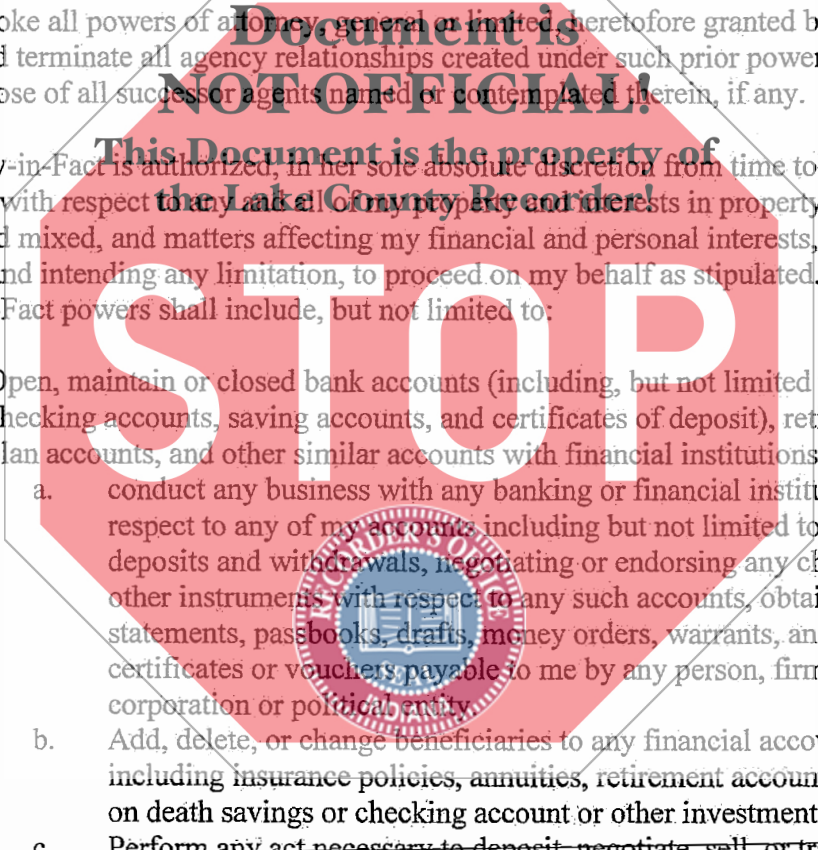 Document is
oke all powers of attorney, general or limited, heretofore granted b
d terminate all agency relationships created under such prior power
NOT OFFICIAL!
ose of all successor agents named or contemplated therein, if any.
This Document is the property of
y-in-Fact is authorized, in her sole absolute discretion from time to
the Lake County Recorder!
with respect to any and all of my property and interests in property
d mixed, and matters affecting my financial and personal interests,
nd intending any limitation, to proceed on my behalf as stipulated.
Fact powers shall include, but not limited to:
STOP
Open, maintain or closed bank accounts (including, but not limited
hecking accounts, saving accounts, and certificates of deposit), ret
lan accounts, and other similar accounts with financial institutions
a. conduct any business with any banking or financial institu
respect to any of my accounts including but not limited to
deposits and withdrawals, negotiating or endorsing any ch
other instruments with respect to any such accounts, obtai
statements, passbooks, drafts, money orders, warrants, an
certificates or vouchers payable to me by any person, firm
corporation or political entity.
RECORDER'S OFFICE
SEAL
INDIANA
b. Add, delete, or change beneficiaries to any financial acco
including insurance policies, annuities, retirement accoun
on death savings or checking account or other investment
c. Perform any act necessary to deposit, negotiate, sell, or tr